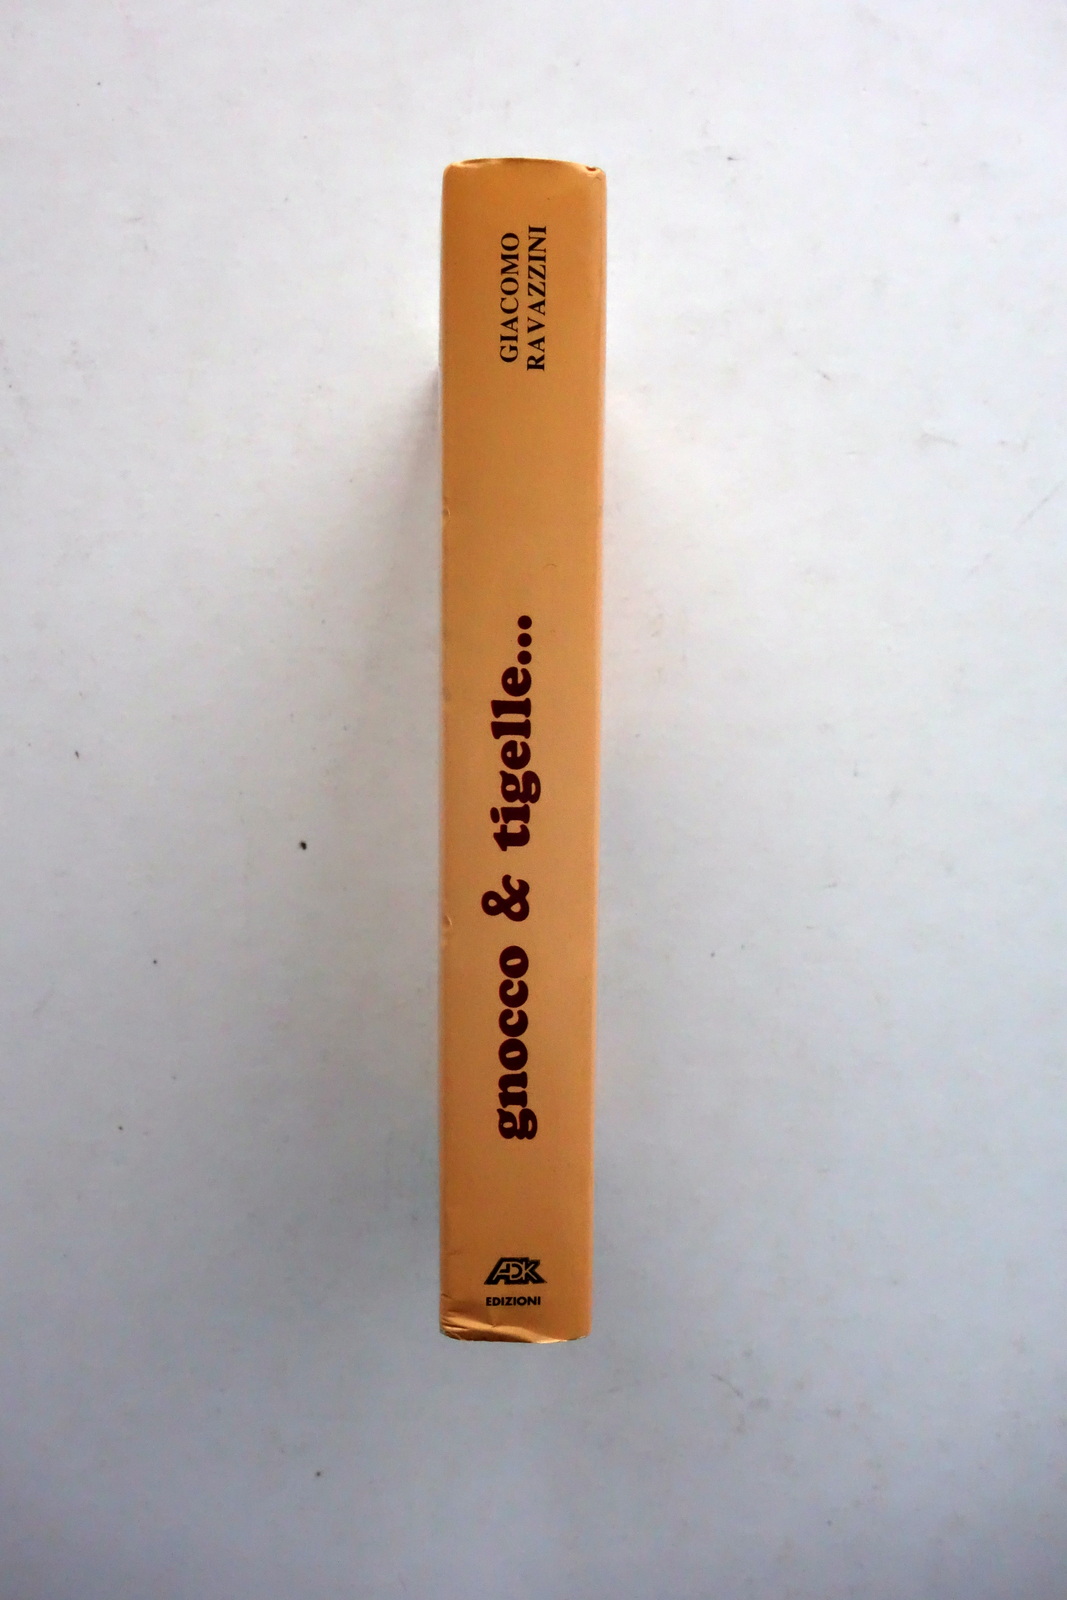 GIACOMO
RAVAZZINI
gnocco & tigelle...
ADK
EDIZIONI